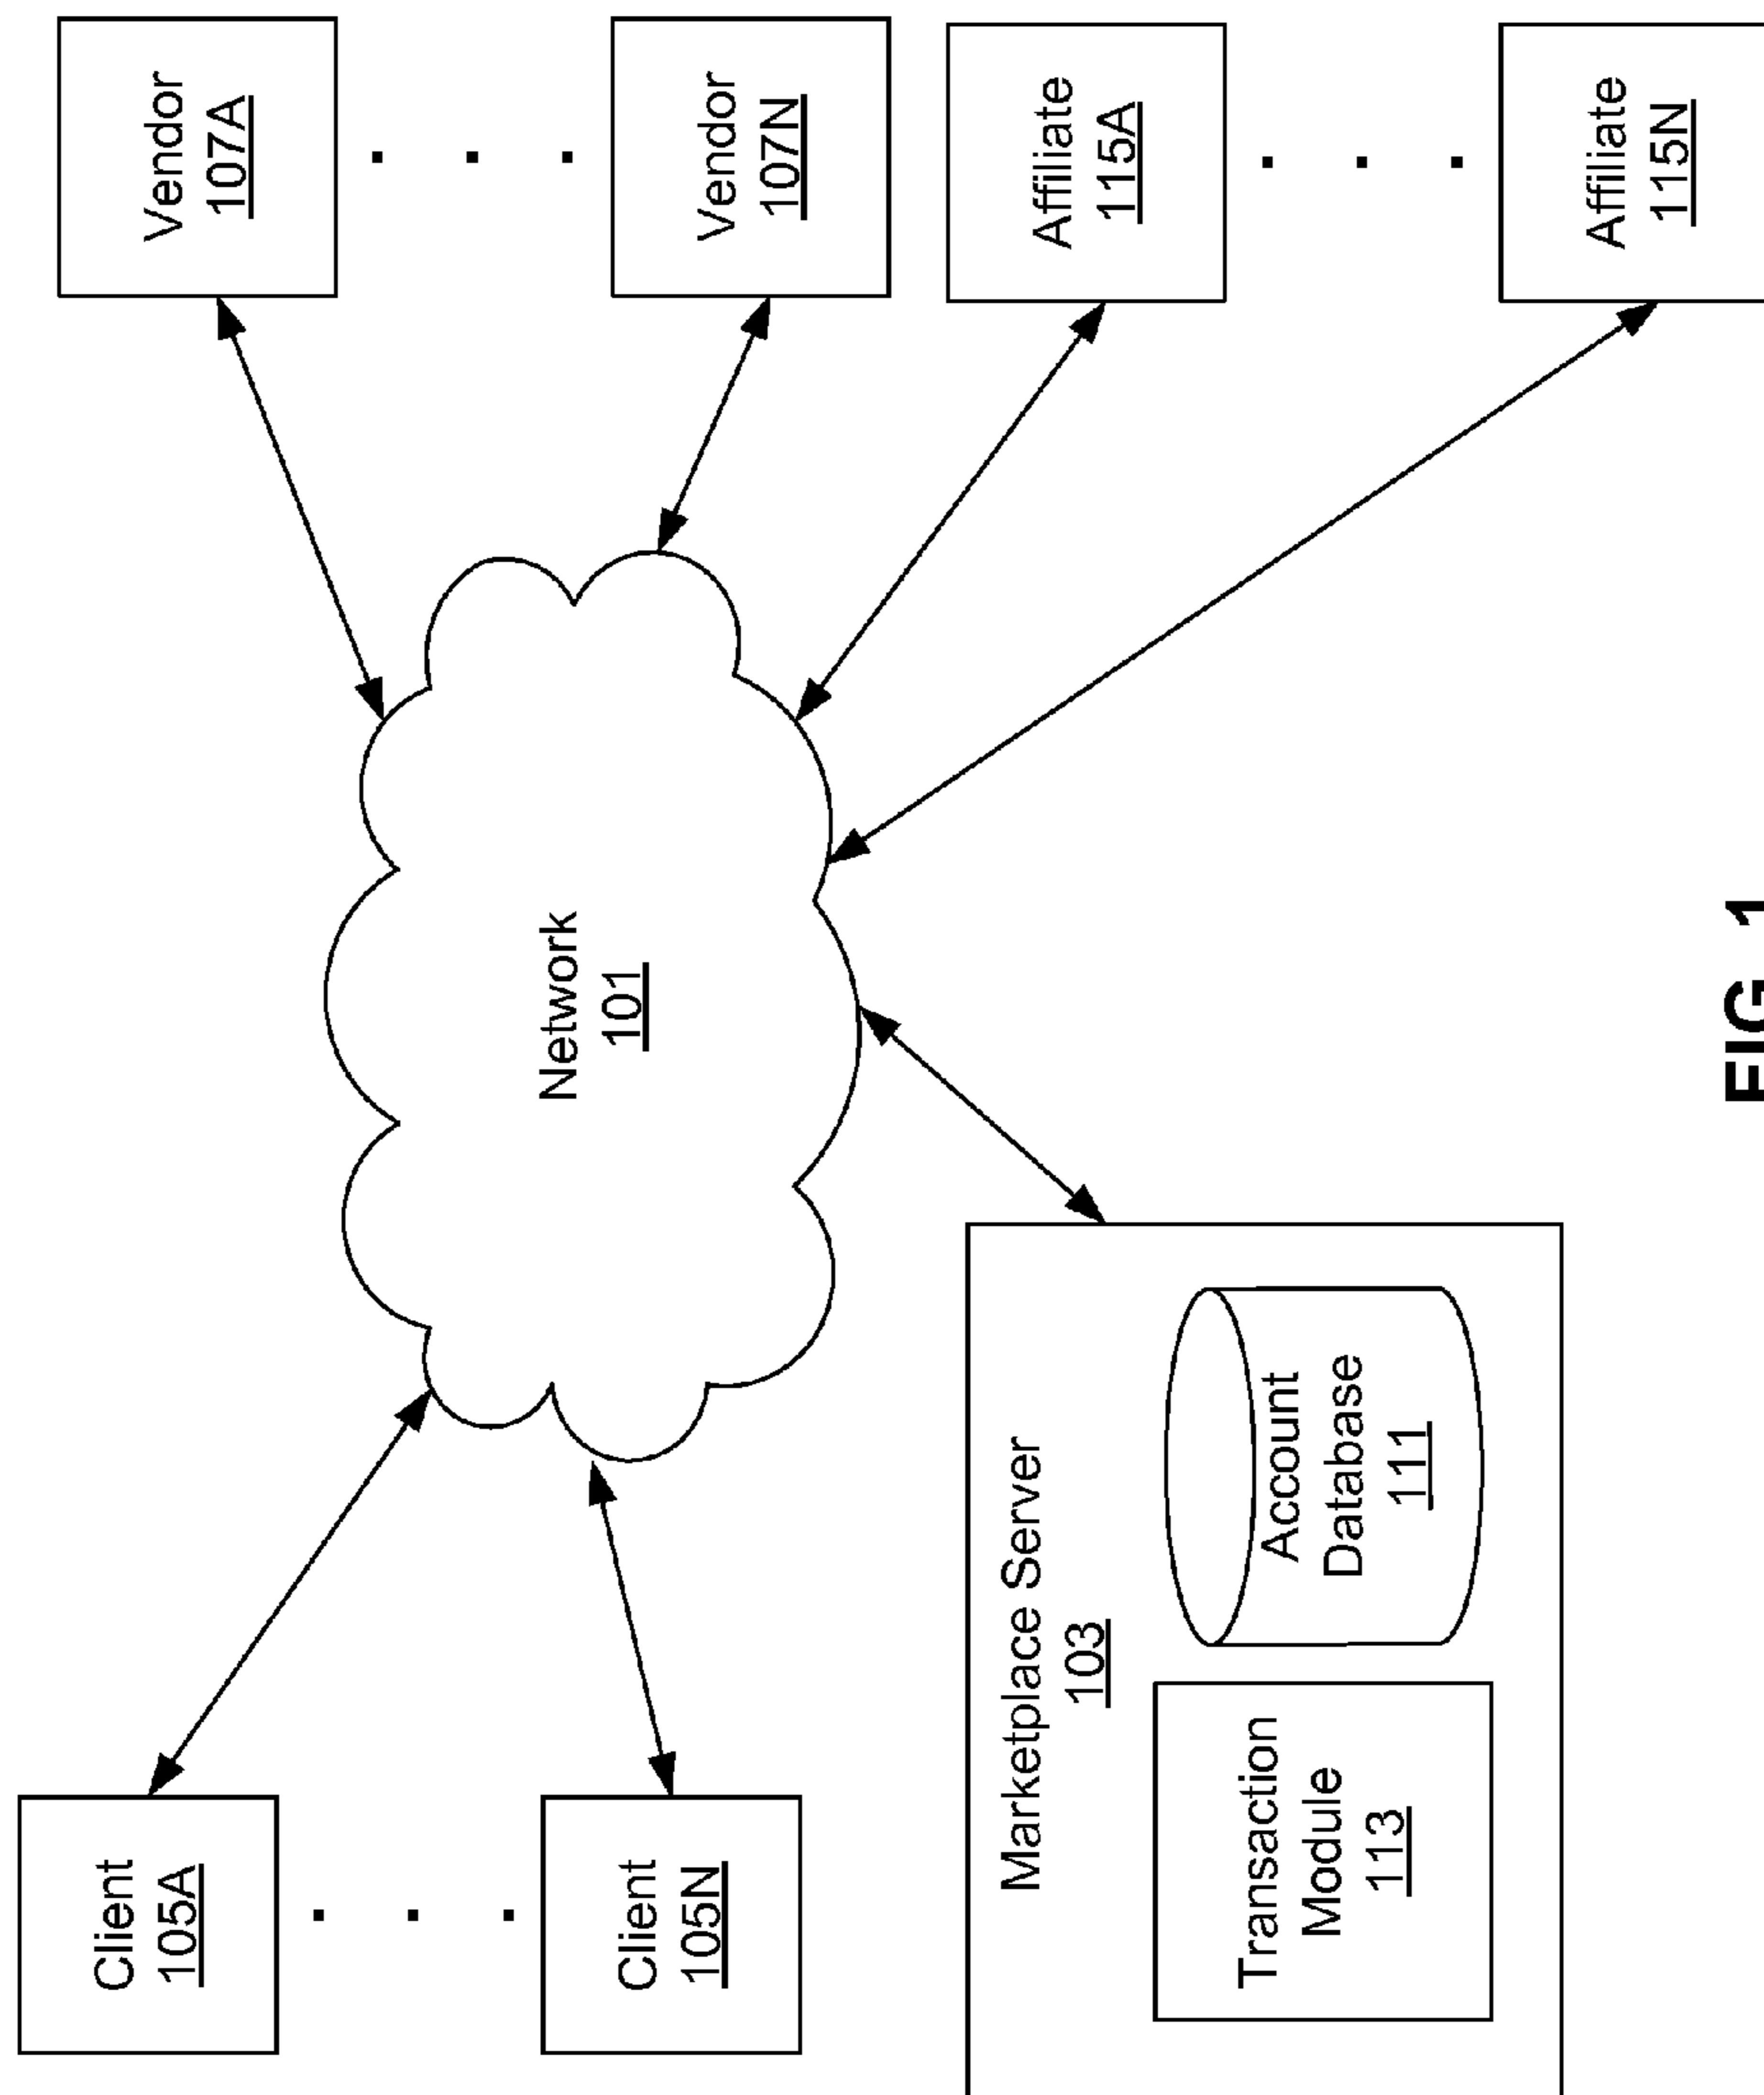 Client
105A
Client
105N
Network
101
Vendor
107A
Vendor
107N
Affiliate
115A
Affiliate
115N
Marketplace Server
103
Transaction
Module
113
Account
Database
111
FIG. 1